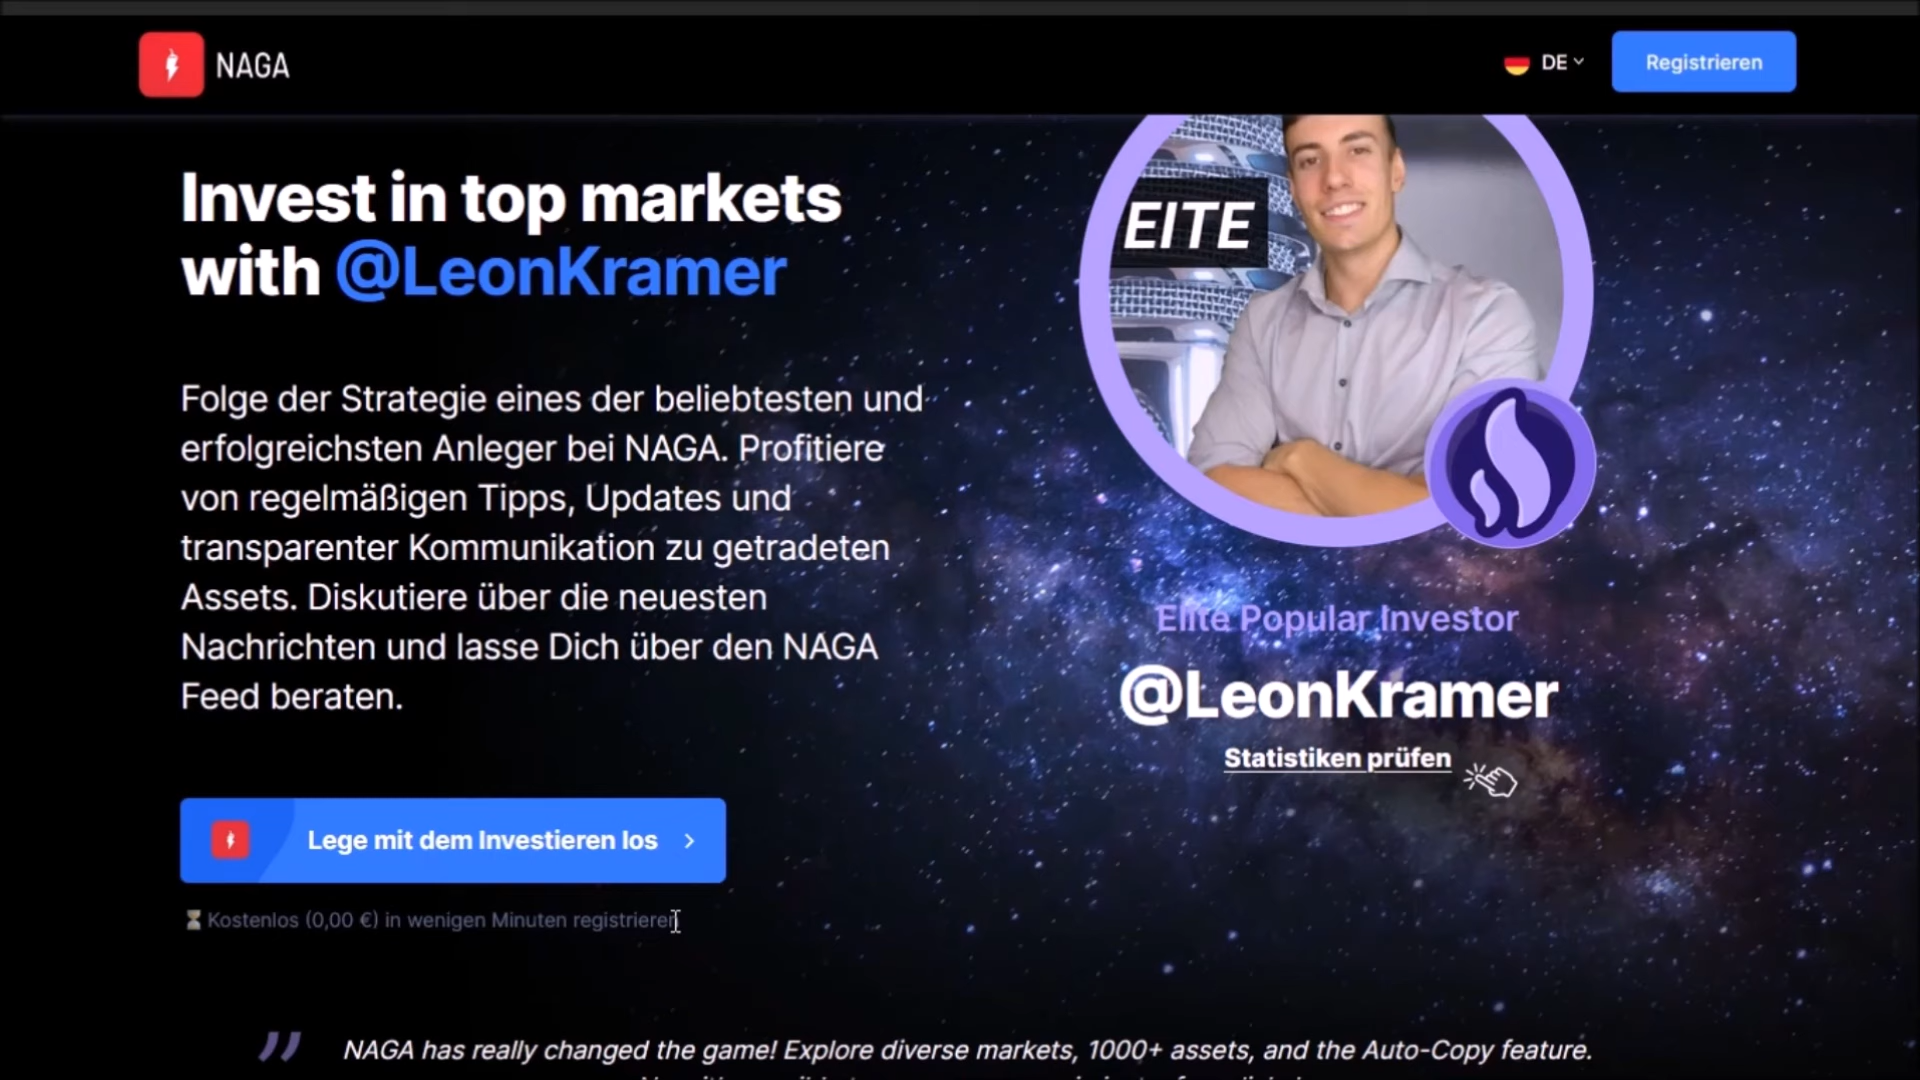 NAGA
DE
Registrieren
Invest in top markets
with @LeonKramer
EITE
Folge der Strategie eines der beliebtesten und
erfolgreichsten Anleger bei NAGA. Profitiere
von regelmäßigen Tipps, Updates und
transparenter Kommunikation zu getradeten
Assets. Diskutiere über die neuesten
Nachrichten und lasse Dich über den NAGA
Feed beraten.
Elite Popular Investor
@LeonKramer
Statistiken prüfen
Lege mit dem Investieren los
Kostenlos (0,00 €) in wenigen Minuten registrieren
NAGA has really changed the game! Explore diverse markets, 1000+ assets, and the Auto-Copy feature.